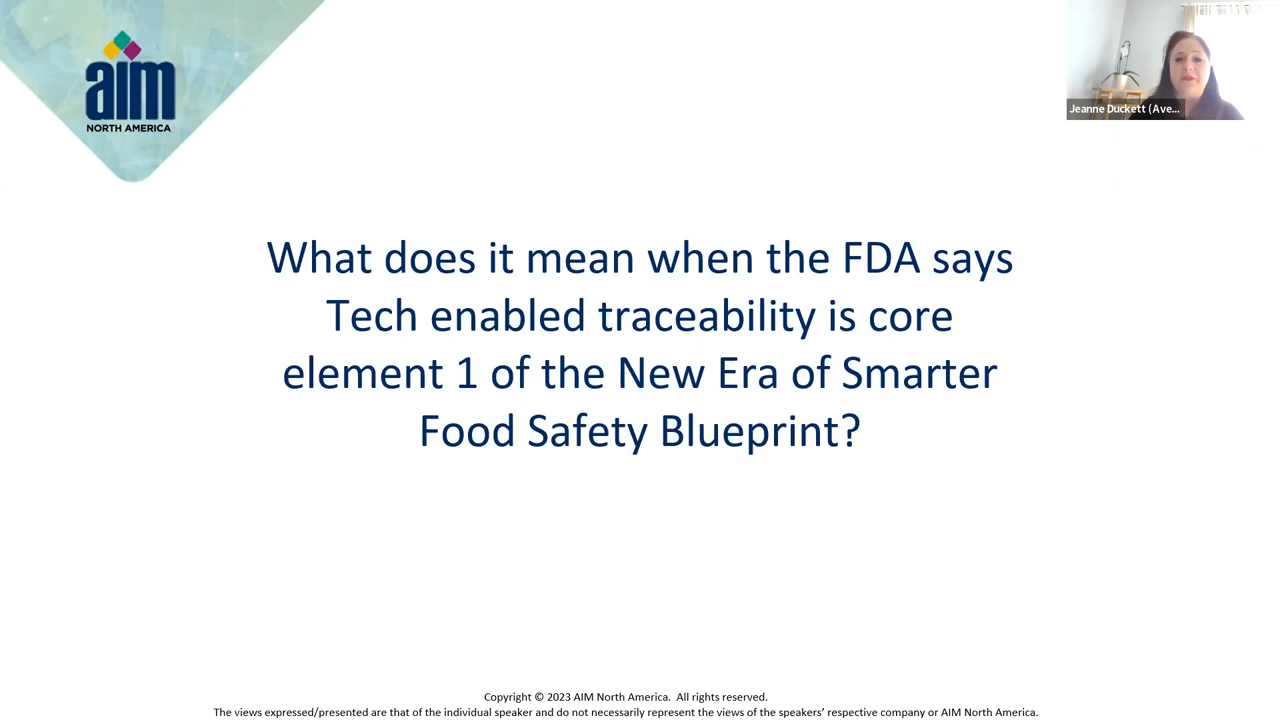 aim
NORTH AMERICA
Jeanne Duckett (Ave...
What does it mean when the FDA says
Tech enabled traceability is core
element 1 of the New Era of Smarter
Food Safety Blueprint?
Copyright © 2023 AIM North America. All rights reserved.
The views expressed/presented are that of the individual speaker and do not necessarily represent the views of the speakers’ respective company or AIM North America.